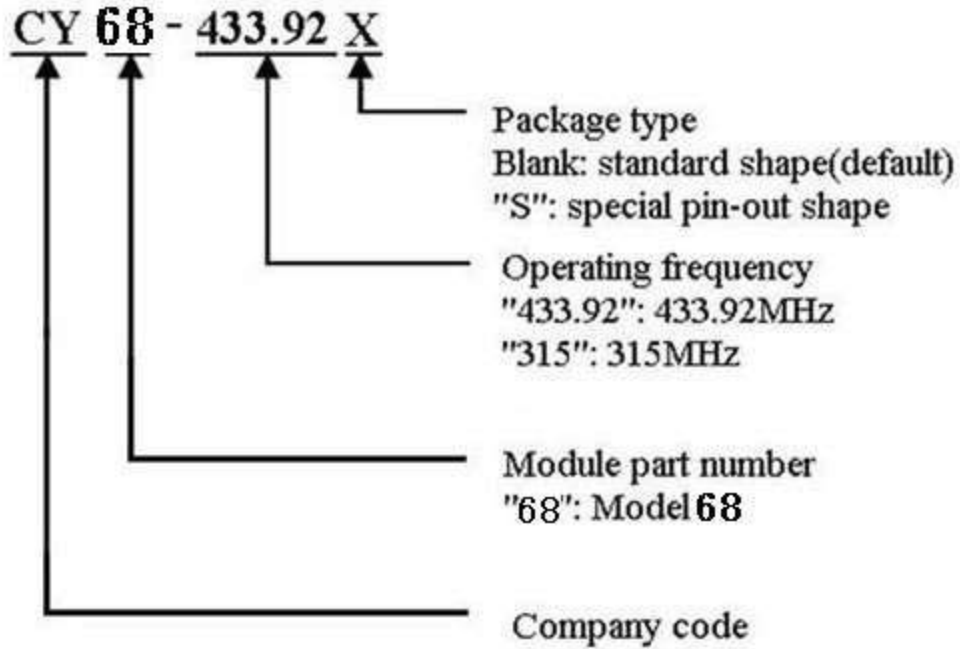 CY 68 - 433.92 X
Package type
Blank: standard shape(default)
"S": special pin-out shape
Operating frequency
"433.92": 433.92MHz
"315": 315MHz
Module part number
"68": Model 68
Company code